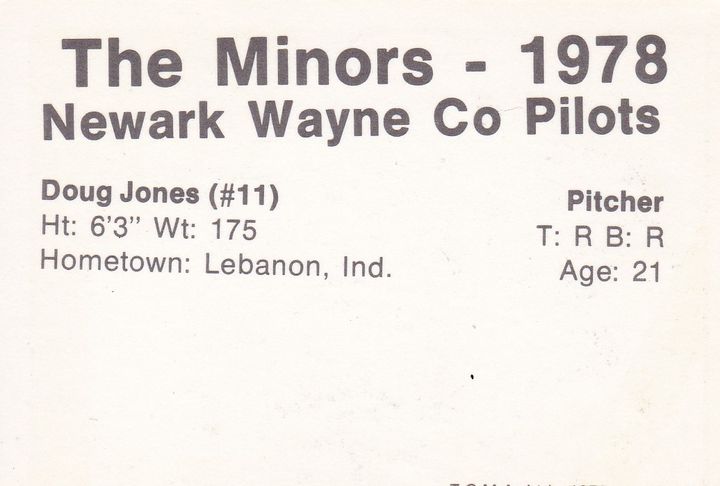 The Minors - 1978
Newark Wayne Co Pilots
Doug Jones (#11) Pitcher
Ht: 6'3" Wt: 175 T: R B: R
Hometown: Lebanon, Ind. Age: 21